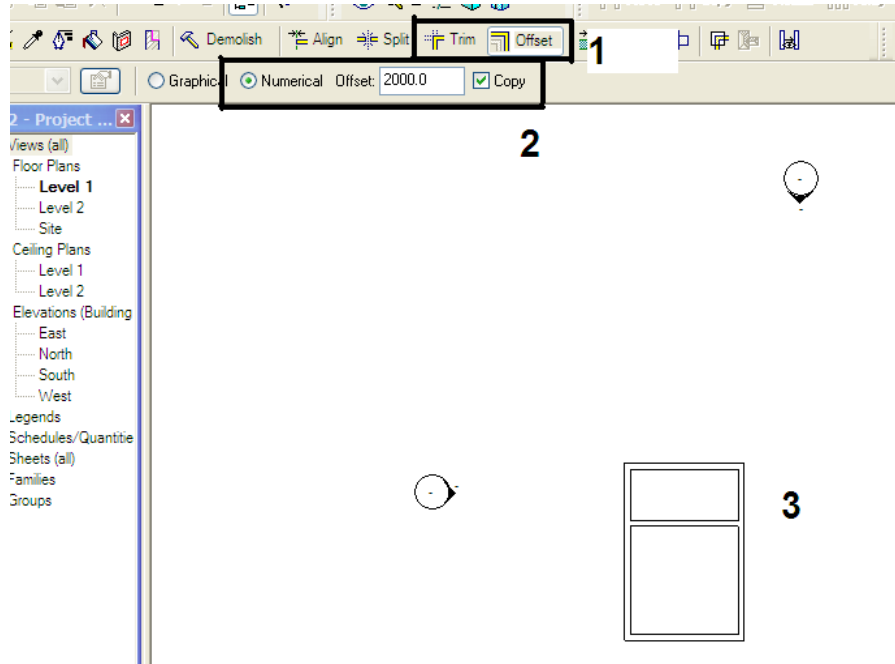 Demolish Align Split Trim Offset 1
Graphical Numerical Offset: 2000.0 Copy
2 - Project ...
Views (all)
Floor Plans
Level 1
Level 2
Site
Ceiling Plans
Level 1
Level 2
Elevations (Building
East
North
South
West
Legends
Schedules/Quantitie
Sheets (all)
Families
Groups
2
3